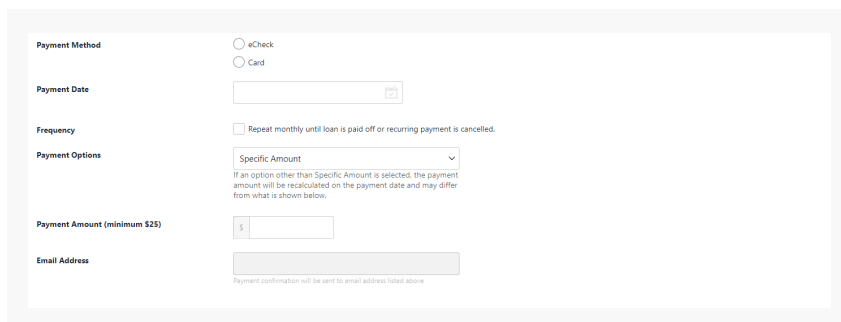 Payment Method
eCheck
Card
Payment Date
Frequency
Repeat monthly until loan is paid off or recurring payment is cancelled.
Payment Options
Specific Amount
If an option other than Specific Amount is selected, the payment
amount will be recalculated on the payment date and may differ
from what is shown below.
Payment Amount (minimum $25)
$
Email Address
Payment confirmation will be sent to email address listed above